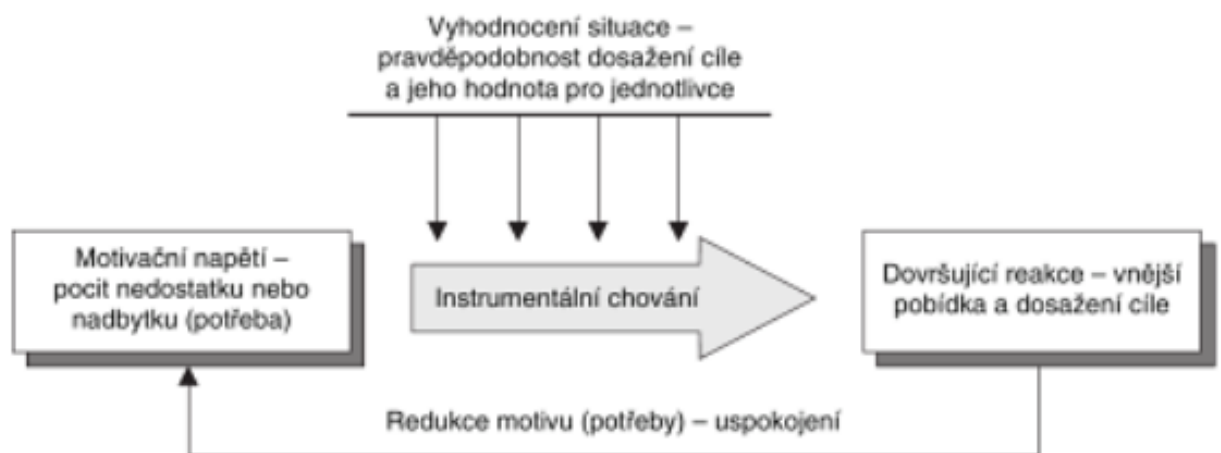 Vyhodnocení situace –
pravděpodobnost dosažení cíle
a jeho hodnota pro jednotlivce
Motivační napětí –
pocit nedostatku nebo
nadbytku (potřeba)
Instrumentální chování
Dovršující reakce – vnější
pobídka a dosažení cíle
Redukce motivu (potřeby) – uspokojení